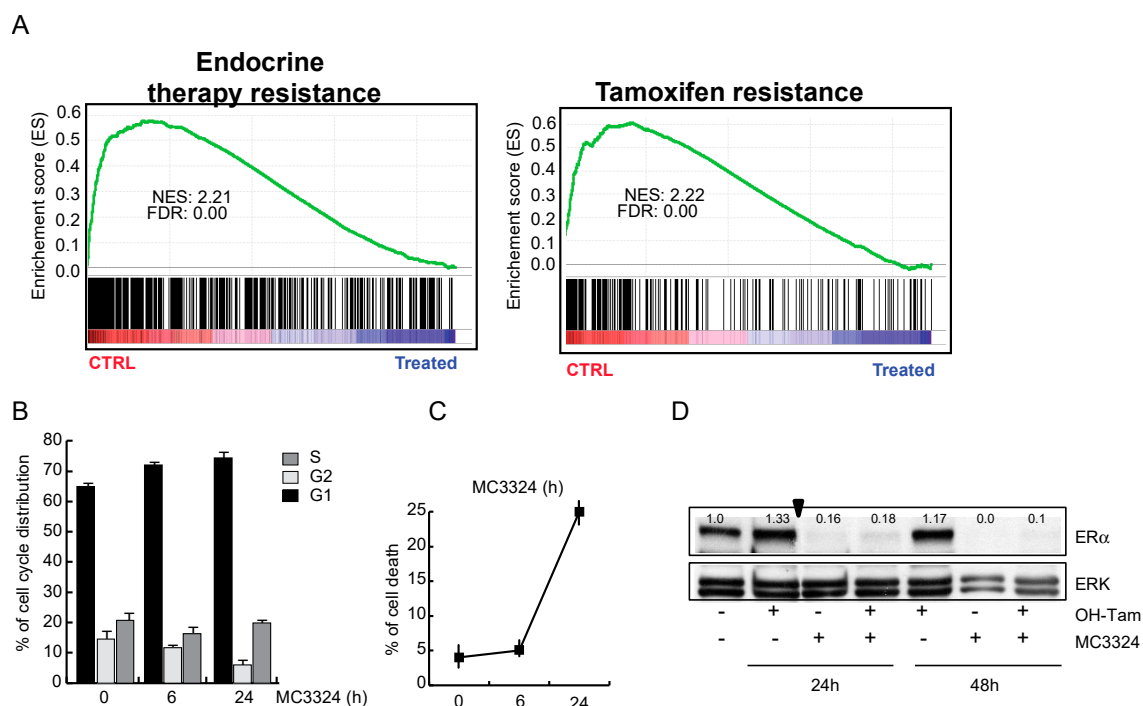 A
Endocrine
therapy resistance
Enrichement score (ES)
0.6
0.5
0.4
0.3
0.2
0.1
0.0
NES: 2.21
FDR: 0.00
CTRL
Treated
Tamoxifen resistance
Enrichement score (ES)
0.6
0.5
0.4
0.3
0.2
0.1
0.0
NES: 2.22
FDR: 0.00
CTRL
Treated
B
% of cell cycle distribution
80
70
60
50
40
30
20
10
0
S
G2
G1
0 6 24 MC3324 (h)
C
MC3324 (h)
% of cell death
25
20
15
25
5
0
0 6 24
D
1.0 1.33 0.16 0.18 1.17 0.0 0.1
ERα
ERK
- + - + + - + OH-Tam
- - + + - + + MC3324
24h 48h